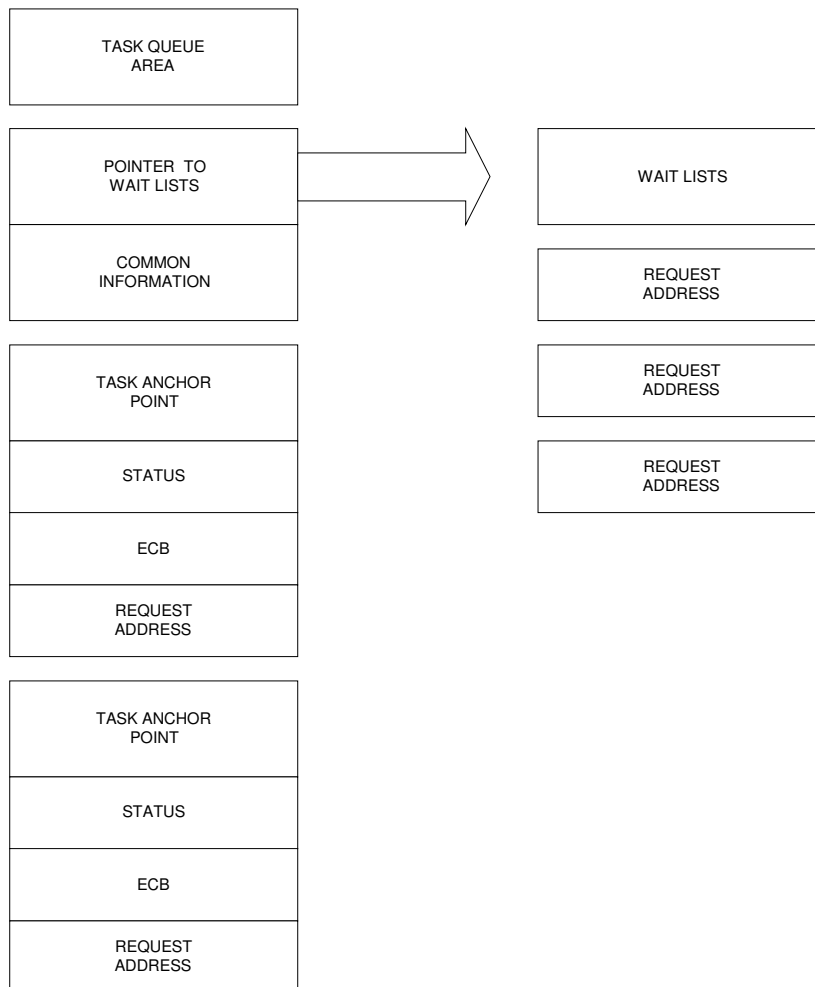 TASK QUEUE
AREA
POINTER TO
WAIT LISTS
COMMON
INFORMATION
TASK ANCHOR
POINT
STATUS
ECB
REQUEST
ADDRESS
TASK ANCHOR
POINT
STATUS
ECB
REQUEST
ADDRESS
WAIT LISTS
REQUEST
ADDRESS
REQUEST
ADDRESS
REQUEST
ADDRESS